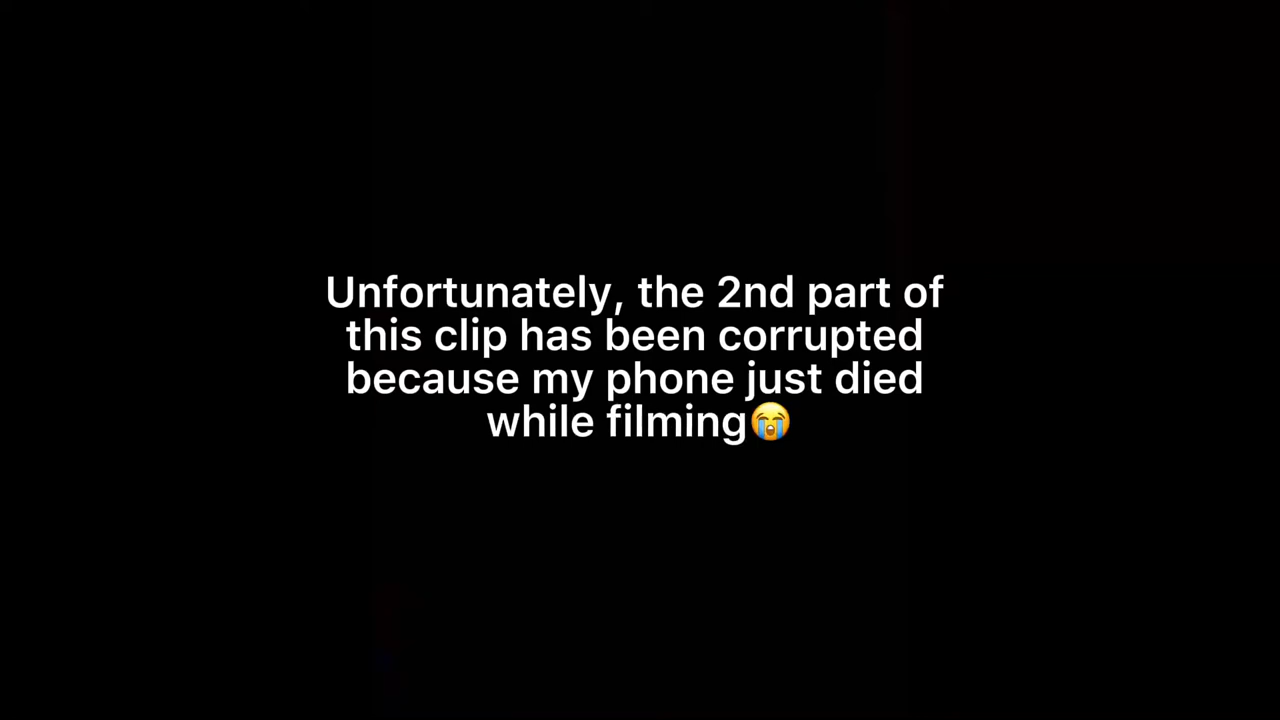 Unfortunately, the 2nd part of
this clip has been corrupted
because my phone just died
while filming😭